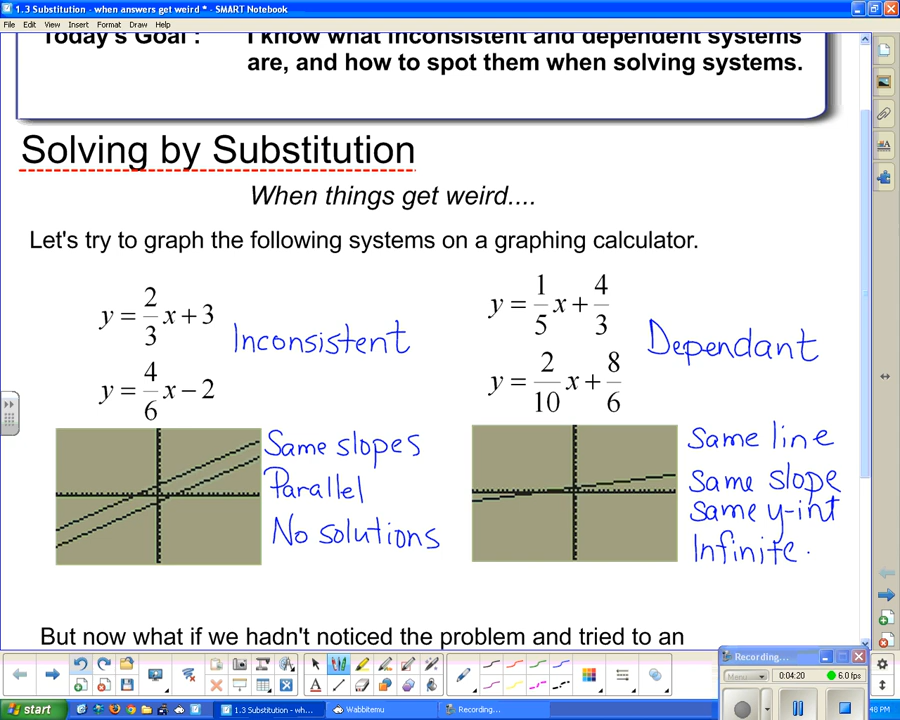 1.3 Substitution - when answers get weird * - SMART Notebook
File Edit View Insert Format Draw Help
Today's Goal : I know what inconsistent and dependent systems
are, and how to spot them when solving systems.
Solving by Substitution
When things get weird....
Let's try to graph the following systems on a graphing calculator.
y = 2/3 x + 3
Inconsistent
y = 4/6 x − 2
y = 1/5 x + 4/3
Dependant
y = 2/10 x + 8/6
Same slopes
Parallel
No solutions
Same line
Same slope
Same y-int
Infinite
But now what if we hadn't noticed the problem and tried to an
Recording...
Menu
0:04:20
6.0 fps
start
1.3 Substitution - wh...
Wabbitemu
Recording...
48 PM